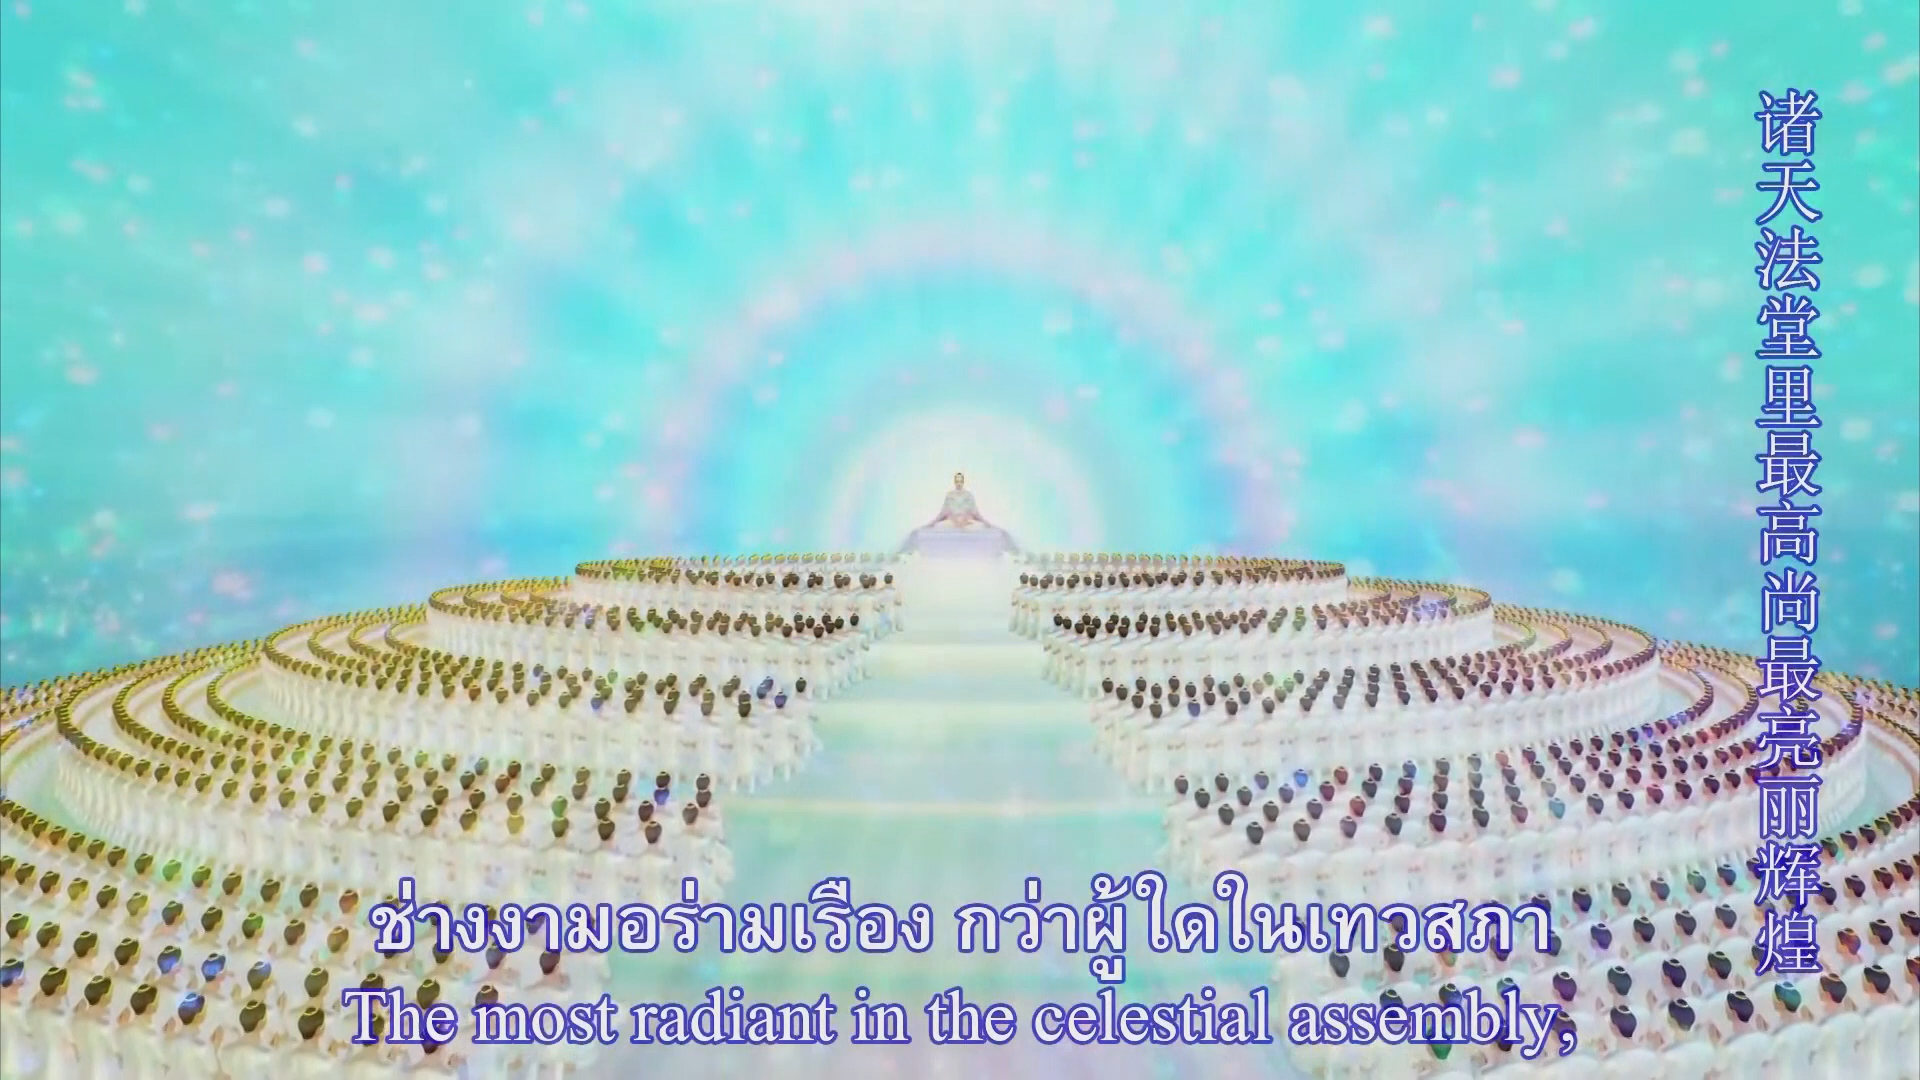 诸天法堂里最高尚最亮丽辉煌
ช่างงามอร่ามเรือง กว่าผู้ใดในเทวสภา
The most radiant in the celestial assembly,